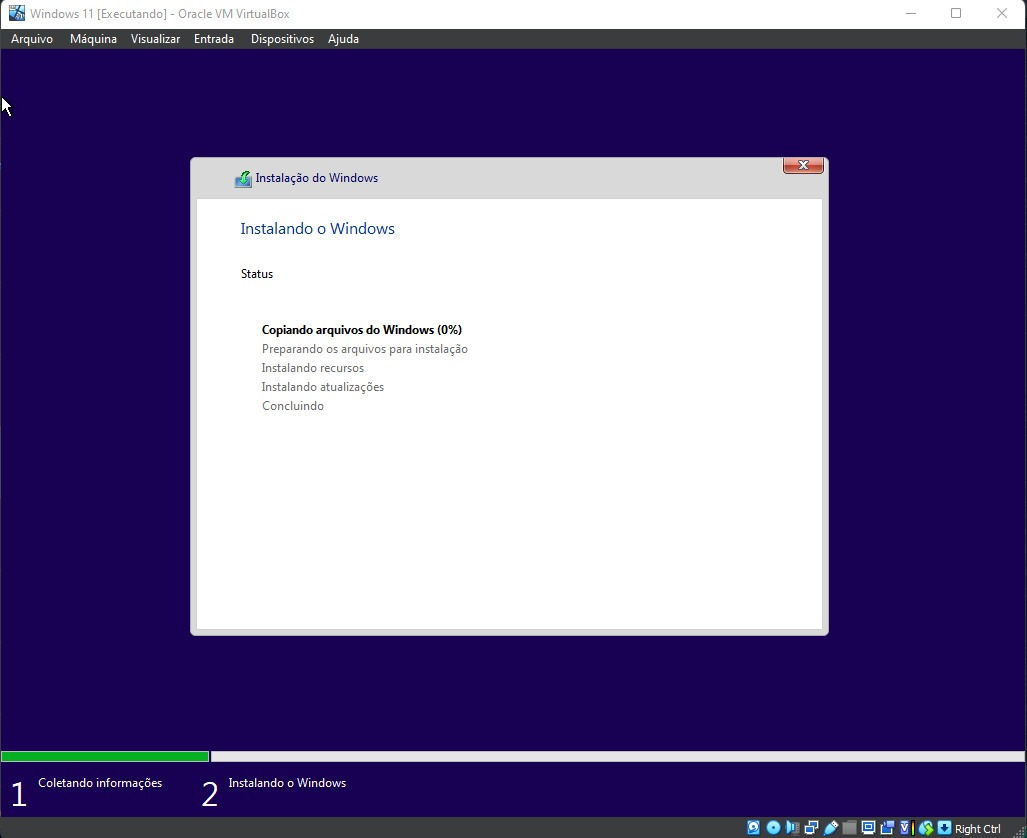 Windows 11 [Executando] - Oracle VM VirtualBox
Arquivo Máquina Visualizar Entrada Dispositivos Ajuda
Instalação do Windows
Instalando o Windows
Status
Copiando arquivos do Windows (0%)
Preparando os arquivos para instalação
Instalando recursos
Instalando atualizações
Concluindo
1 Coletando informações 2 Instalando o Windows
Right Ctrl